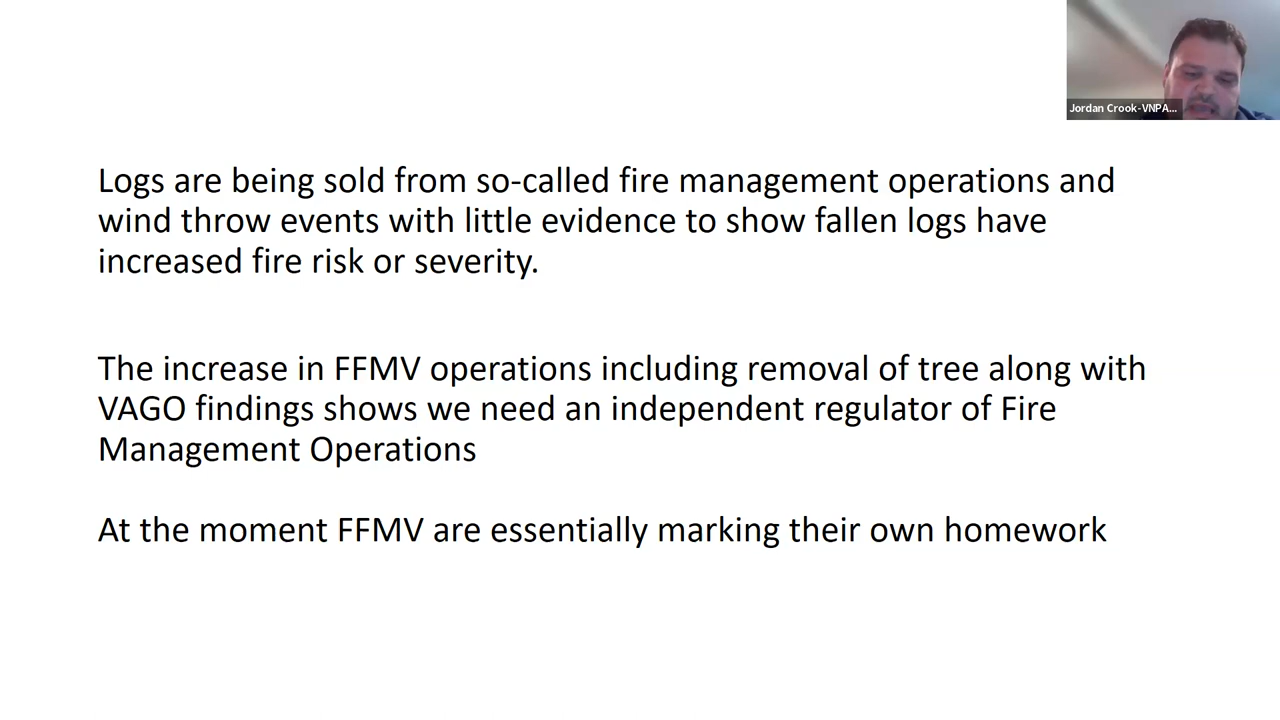 Jordan Crook-VNPA...
Logs are being sold from so-called fire management operations and
wind throw events with little evidence to show fallen logs have
increased fire risk or severity.
The increase in FFMV operations including removal of tree along with
VAGO findings shows we need an independent regulator of Fire
Management Operations
At the moment FFMV are essentially marking their own homework